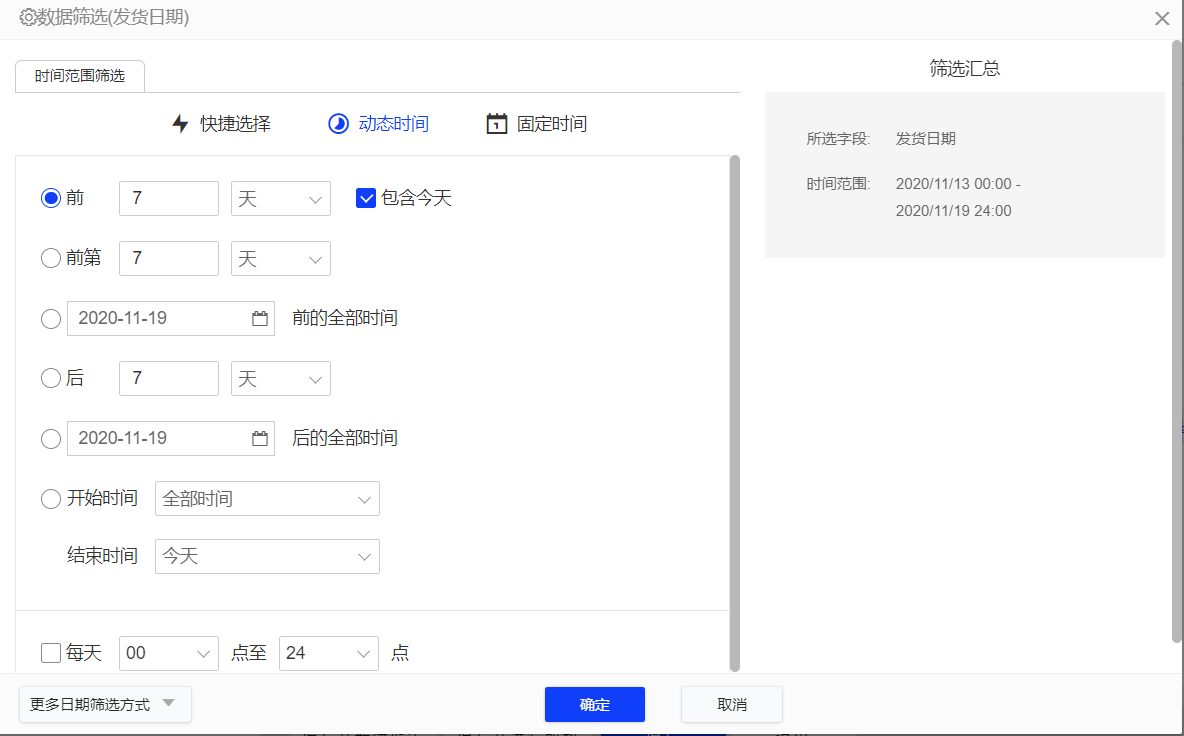 数据筛选(发货日期)
时间范围筛选
快捷选择 动态时间 固定时间
前 7 天 包含今天
前第 7 天
2020-11-19 前的全部时间
后 7 天
2020-11-19 后的全部时间
开始时间 全部时间
结束时间 今天
每天 00 点至 24 点
筛选汇总
所选字段: 发货日期
时间范围: 2020/11/13 00:00 -
2020/11/19 24:00
更多日期筛选方式 确定 取消